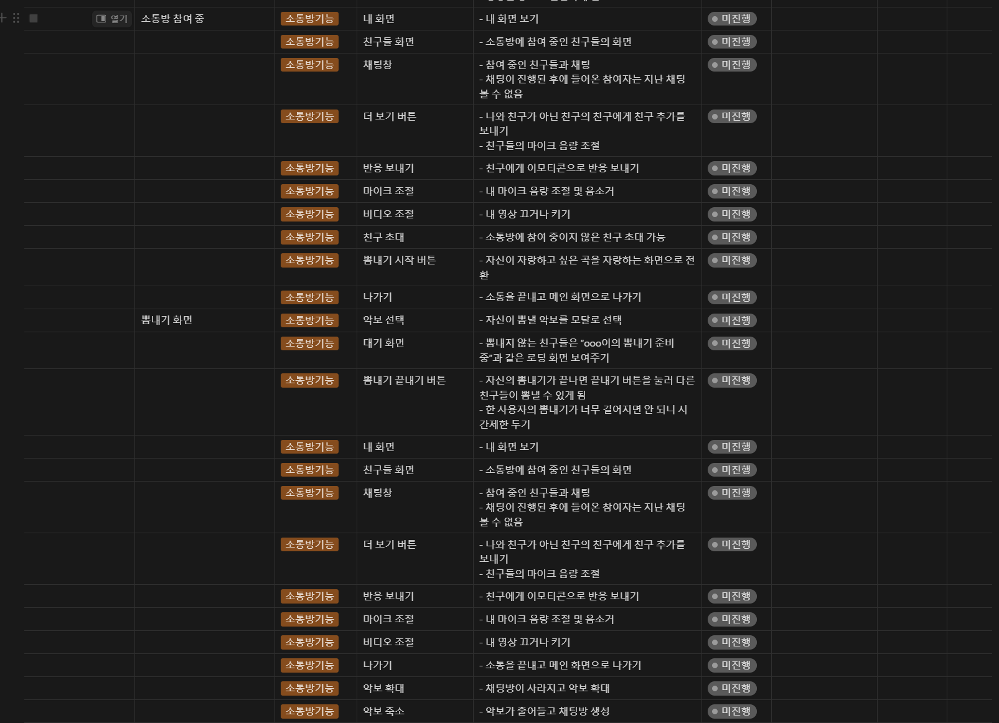 열기 소통방 참여 중 소통방기능 내 화면 - 내 화면 보기 미진행
소통방기능 친구들 화면 - 소통방에 참여 중인 친구들의 화면 미진행
소통방기능 채팅창 - 참여 중인 친구들과 채팅 미진행
- 채팅이 진행된 후에 들어온 참여자는 지난 채팅
볼 수 없음
소통방기능 더 보기 버튼 - 나와 친구가 아닌 친구의 친구에게 친구 추가를 미진행
보내기
- 친구들의 마이크 음량 조절
소통방기능 반응 보내기 - 친구에게 이모티콘으로 반응 보내기 미진행
소통방기능 마이크 조절 - 내 마이크 음량 조절 및 음소거 미진행
소통방기능 비디오 조절 - 내 영상 끄거나 키기 미진행
소통방기능 친구 초대 - 소통방에 참여 중이지 않은 친구 초대 가능 미진행
소통방기능 뽐내기 시작 버튼 - 자신이 자랑하고 싶은 곡을 자랑하는 화면으로 전 미진행
환
소통방기능 나가기 - 소통을 끝내고 메인 화면으로 나가기 미진행
뽐내기 화면 소통방기능 악보 선택 - 자신이 뽐낼 악보를 모달로 선택 미진행
소통방기능 대기 화면 - 뽐내지 않는 친구들은 "ooo이의 뽐내기 준비 미진행
중"과 같은 로딩 화면 보여주기
소통방기능 뽐내기 끝내기 버튼 - 자신의 뽐내기가 끝나면 끝내기 버튼을 눌러 다른 미진행
친구들이 뽐낼 수 있게 됨
- 한 사용자의 뽐내기가 너무 길어지면 안 되니 시
간제한 두기
소통방기능 내 화면 - 내 화면 보기 미진행
소통방기능 친구들 화면 - 소통방에 참여 중인 친구들의 화면 미진행
소통방기능 채팅창 - 참여 중인 친구들과 채팅 미진행
- 채팅이 진행된 후에 들어온 참여자는 지난 채팅
볼 수 없음
소통방기능 더 보기 버튼 - 나와 친구가 아닌 친구의 친구에게 친구 추가를 미진행
보내기
- 친구들의 마이크 음량 조절
소통방기능 반응 보내기 - 친구에게 이모티콘으로 반응 보내기 미진행
소통방기능 마이크 조절 - 내 마이크 음량 조절 및 음소거 미진행
소통방기능 비디오 조절 - 내 영상 끄거나 키기 미진행
소통방기능 나가기 - 소통을 끝내고 메인 화면으로 나가기 미진행
소통방기능 악보 확대 - 채팅방이 사라지고 악보 확대 미진행
소통방기능 악보 축소 - 악보가 줄어들고 채팅방 생성 미진행